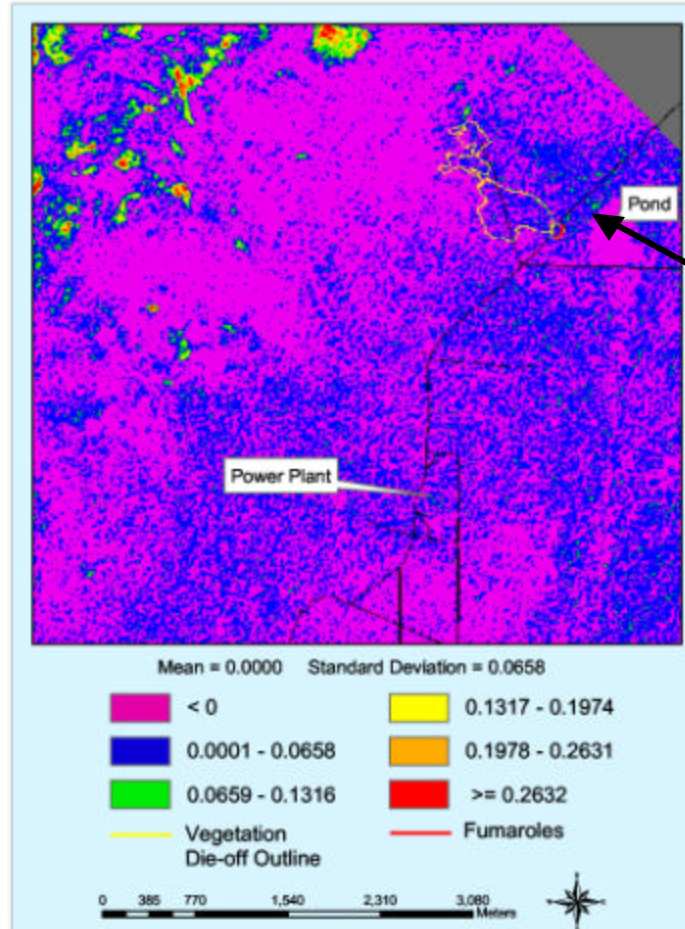 Pond
Power Plant
Mean = 0.0000 Standard Deviation = 0.0658
< 0 0.1317 - 0.1974
0.0001 - 0.0658 0.1978 - 0.2631
0.0659 - 0.1316 >= 0.2632
Vegetation Fumaroles
Die-off Outline
0 385 770 1,540 2,310 3,080
Meters